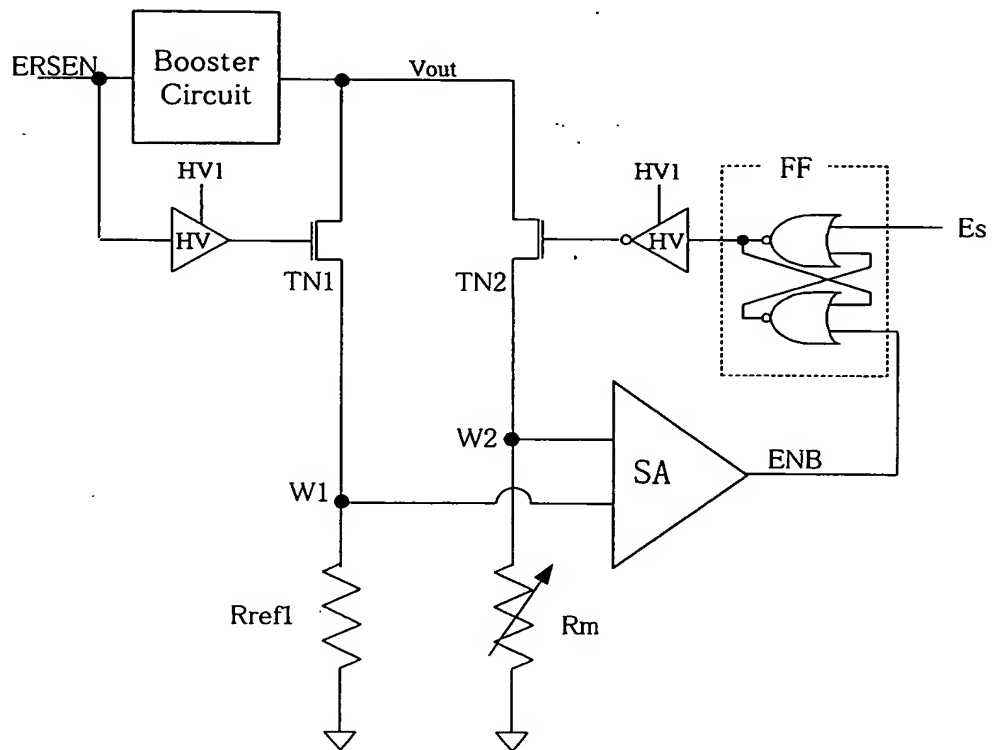 ERSEN
Booster
Circuit
Vout
HV1
HV
TN1
TN2
HV1
HV
FF
Es
W2
W1
SA
ENB
Rref1
Rm